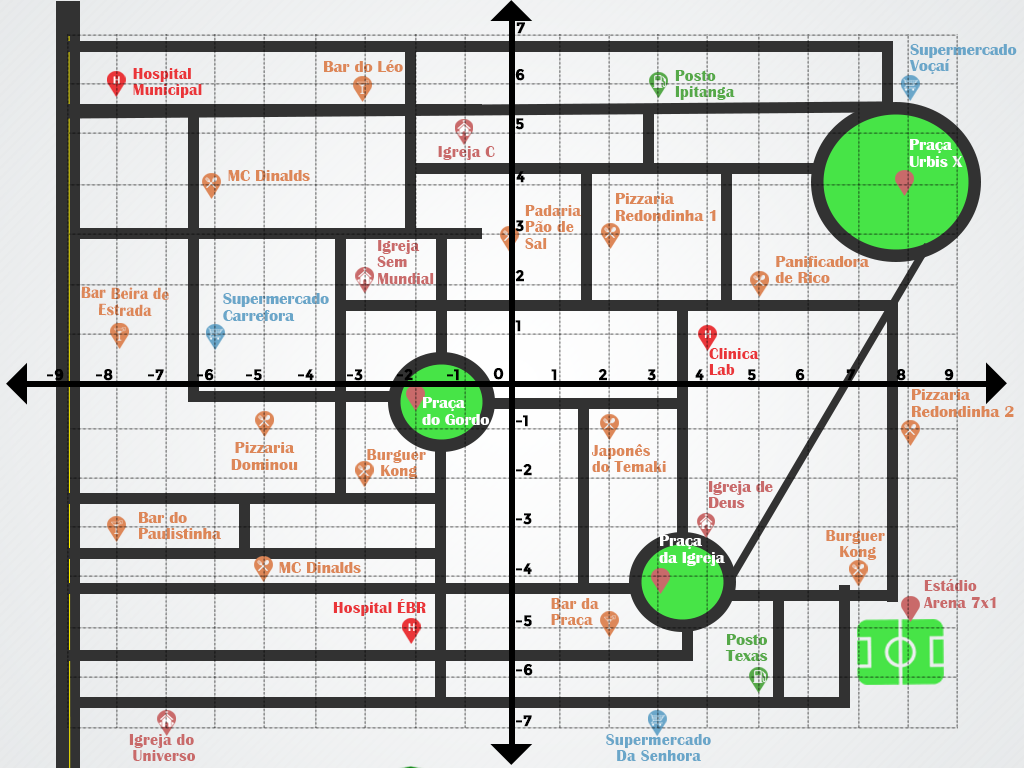 7
Supermercado
Voçaí
Bar do Léo
Hospital
Municipal
6
Posto
Ipitanga
5
Igreja C
Praça
Urbis X
MC Dinalds
4
Pizzaria
Redondinha 1
Padaria
Pão de
Sal
3
Igreja
Sem
Mundial
Panificadora
de Rico
2
Bar Beira de
Estrada
Supermercado
Carrefora
1
Clinica
Lab
-9
-8
-7
-6
-5
-4
-3
-2
-1
0
1
2
3
4
5
6
7
8
9
Praça
do Gordo
Pizzaria
Redondinha 2
-1
Pizzaria
Dominou
Burguer
Kong
Japonês
do Temaki
-2
Igreja de
Deus
-3
Bar do
Paulistinha
Praça
da Igreja
Burguer
Kong
MC Dinalds
-4
Estádio
Arena 7x1
Hospital ÉBR
Bar da
Praça
-5
Posto
Texas
-6
-7
Igreja do
Universo
Supermercado
Da Senhora